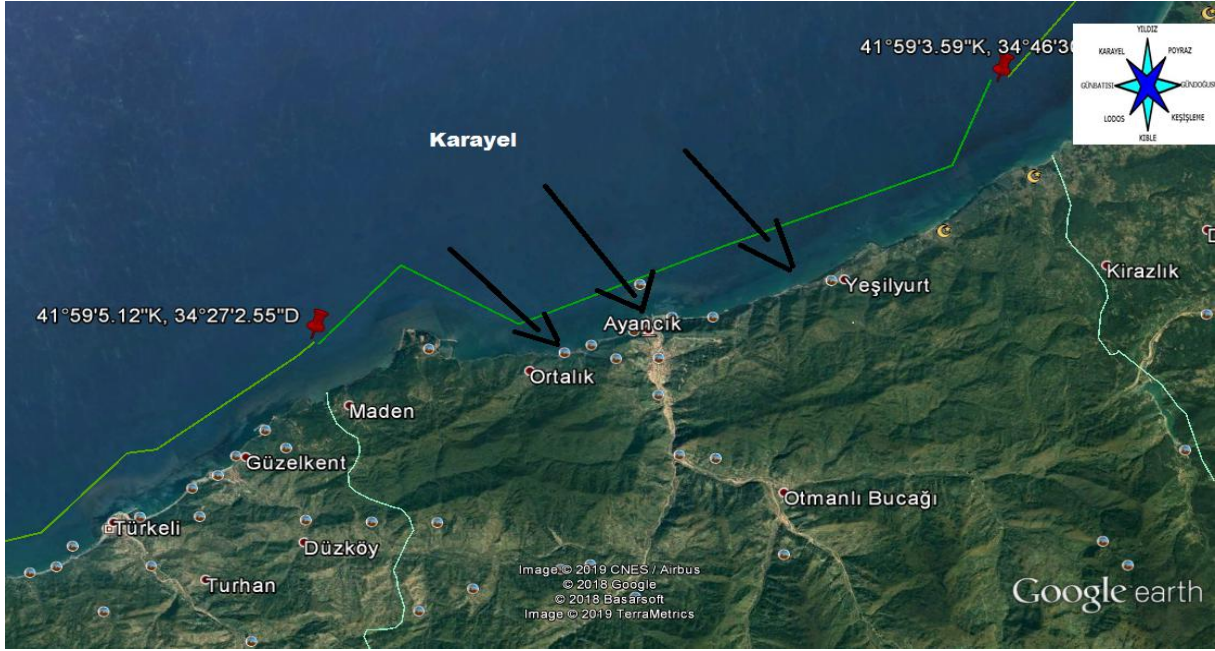 YILDIZ
KARAYEL
POYRAZ
GÜNBATISI
GÜNDOĞUSU
LODOS
KEŞİŞLEME
KIBLE
41°59'3.59"K, 34°46'
Karayel
Kirazlık
Yeşilyurt
41°59'5.12"K, 34°27'2.55"D
Ayancık
Ortalık
Maden
Güzelkent
Otmanlı Bucağı
Türkeli
Düzköy
Turhan
Image © 2019 CNES / Airbus
© 2018 Google
© 2018 Basarsoft
Image © 2019 TerraMetrics
Google earth